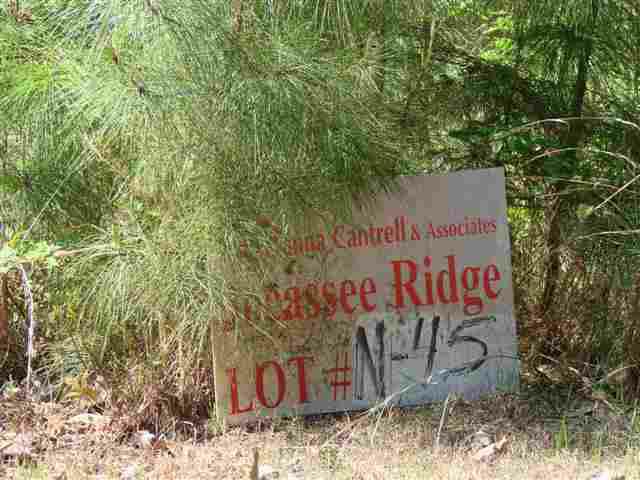 Cantrell & Associates
Ridge
LOT # N-45